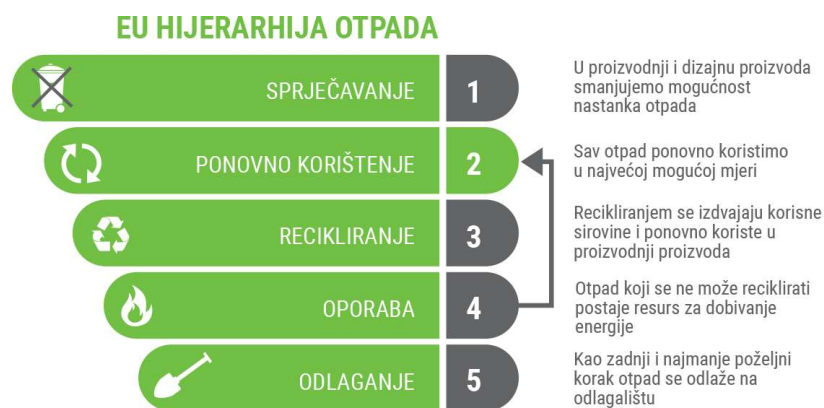 EU HIJERARHIJA OTPADA
SPRJEČAVANJE 1
U proizvodnji i dizajnu proizvoda
smanjujemo mogućnost
nastanka otpada
PONOVNO KORIŠTENJE 2
Sav otpad ponovno koristimo
u najvećoj mogućoj mjeri
RECIKLIRANJE 3
Recikliranjem se izdvajaju korisne
sirovine i ponovno koriste u
proizvodnji proizvoda
OPORABA 4
Otpad koji se ne može reciklirati
postaje resurs za dobivanje
energije
ODLAGANJE 5
Kao zadnji i najmanje poželjni
korak otpad se odlaže na
odlagalištu